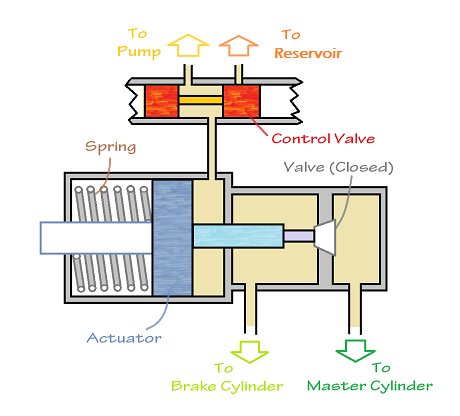 To
Pump
To
Reservoir
Control Valve
Spring
Valve (Closed)
Actuator
To
Brake Cylinder
To
Master Cylinder